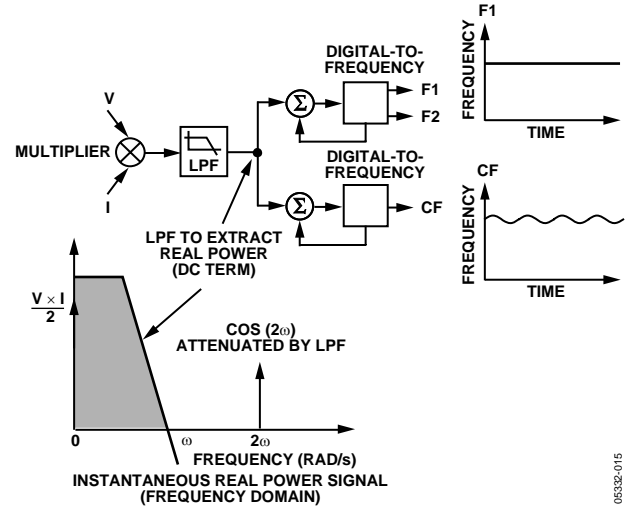 F1
FREQUENCY
TIME
DIGITAL-TO-
FREQUENCY
V
MULTIPLIER
I
LPF
Σ
F1
F2
DIGITAL-TO-
FREQUENCY
Σ
CF
CF
FREQUENCY
TIME
LPF TO EXTRACT
REAL POWER
(DC TERM)
V × I
2
COS (2ω)
ATTENUATED BY LPF
0
ω
2ω
FREQUENCY (RAD/s)
INSTANTANEOUS REAL POWER SIGNAL
(FREQUENCY DOMAIN)
05332-015